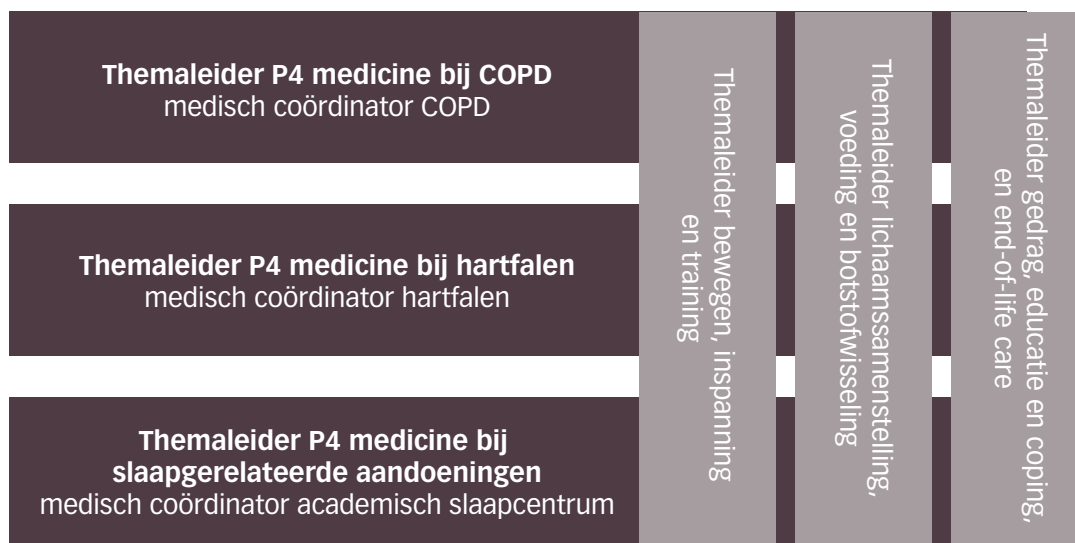 Themaleider P4 medicine bij COPD
medisch coördinator COPD
Themaleider P4 medicine bij hartfalen
medisch coördinator hartfalen
Themaleider P4 medicine bij
slaapgerelateerde aandoeningen
medisch coördinator academisch slaapcentrum
Themaleider bewegen, inspanning
en training
Themaleider lichaamssamenstelling,
voeding en botstofwisseling
Themaleider gedrag, educatie en coping,
en end-of-life care